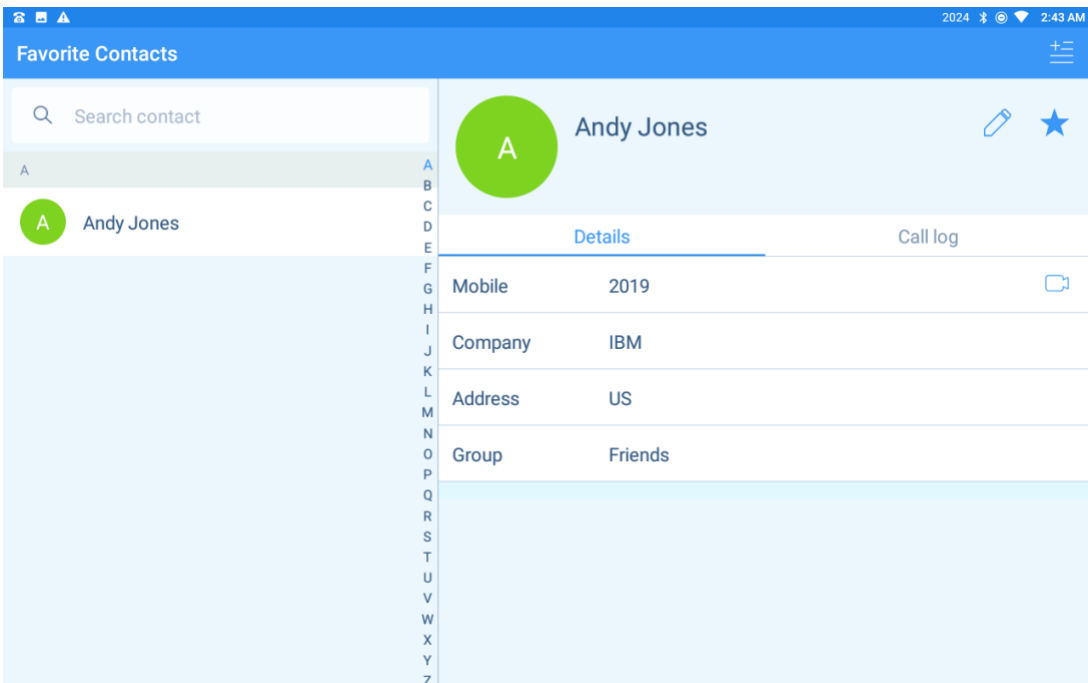 2024 2:43 AM
Favorite Contacts
Search contact
A
A Andy Jones
A
B
C
D
E
F
G
H
I
J
K
L
M
N
O
P
Q
R
S
T
U
V
W
X
Y
Z
A Andy Jones
Details Call log
Mobile 2019
Company IBM
Address US
Group Friends